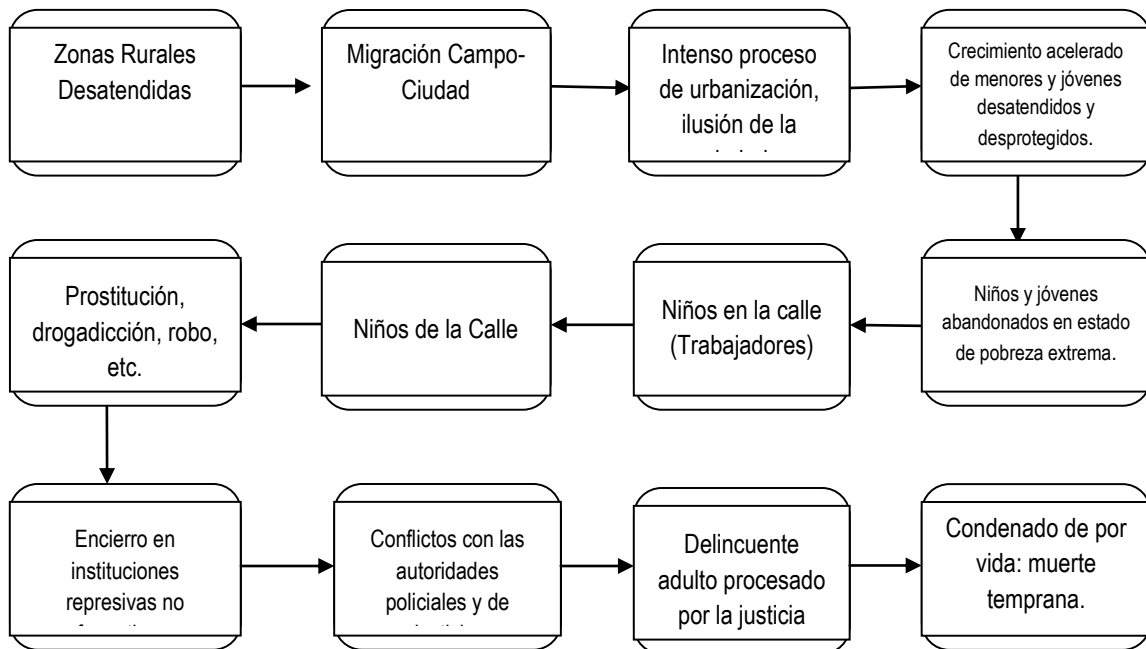 Zonas Rurales
Desatendidas
Migración Campo-
Ciudad
Intenso proceso
de urbanización,
ilusión de la
Crecimiento acelerado
de menores y jóvenes
desatendidos y
desprotegidos.
Prostitución,
drogadicción, robo,
etc.
Niños de la Calle
Niños en la calle
(Trabajadores)
Niños y jóvenes
abandonados en estado
de pobreza extrema.
Encierro en
instituciones
represivas no
Conflictos con las
autoridades
policiales y de
Delincuente
adulto procesado
por la justicia
Condenado de por
vida: muerte
temprana.